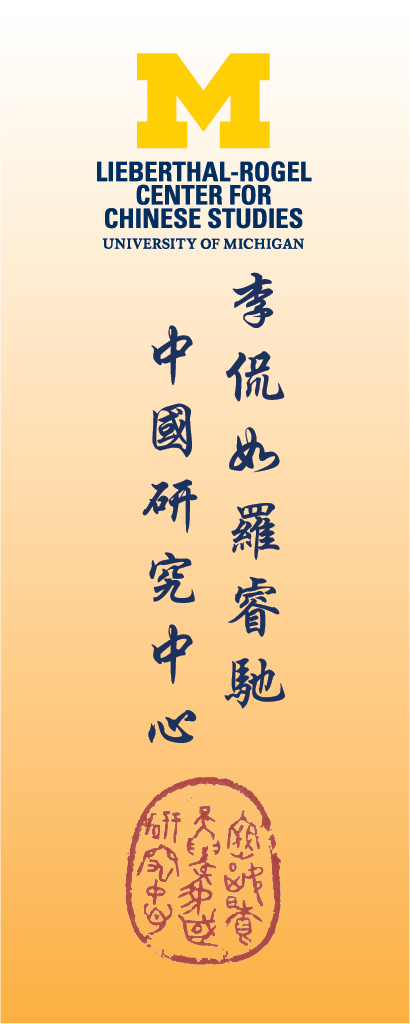 M
LIEBERTHAL-ROGEL
CENTER FOR
CHINESE STUDIES
UNIVERSITY OF MICHIGAN
李侃如羅睿馳
中國研究中心